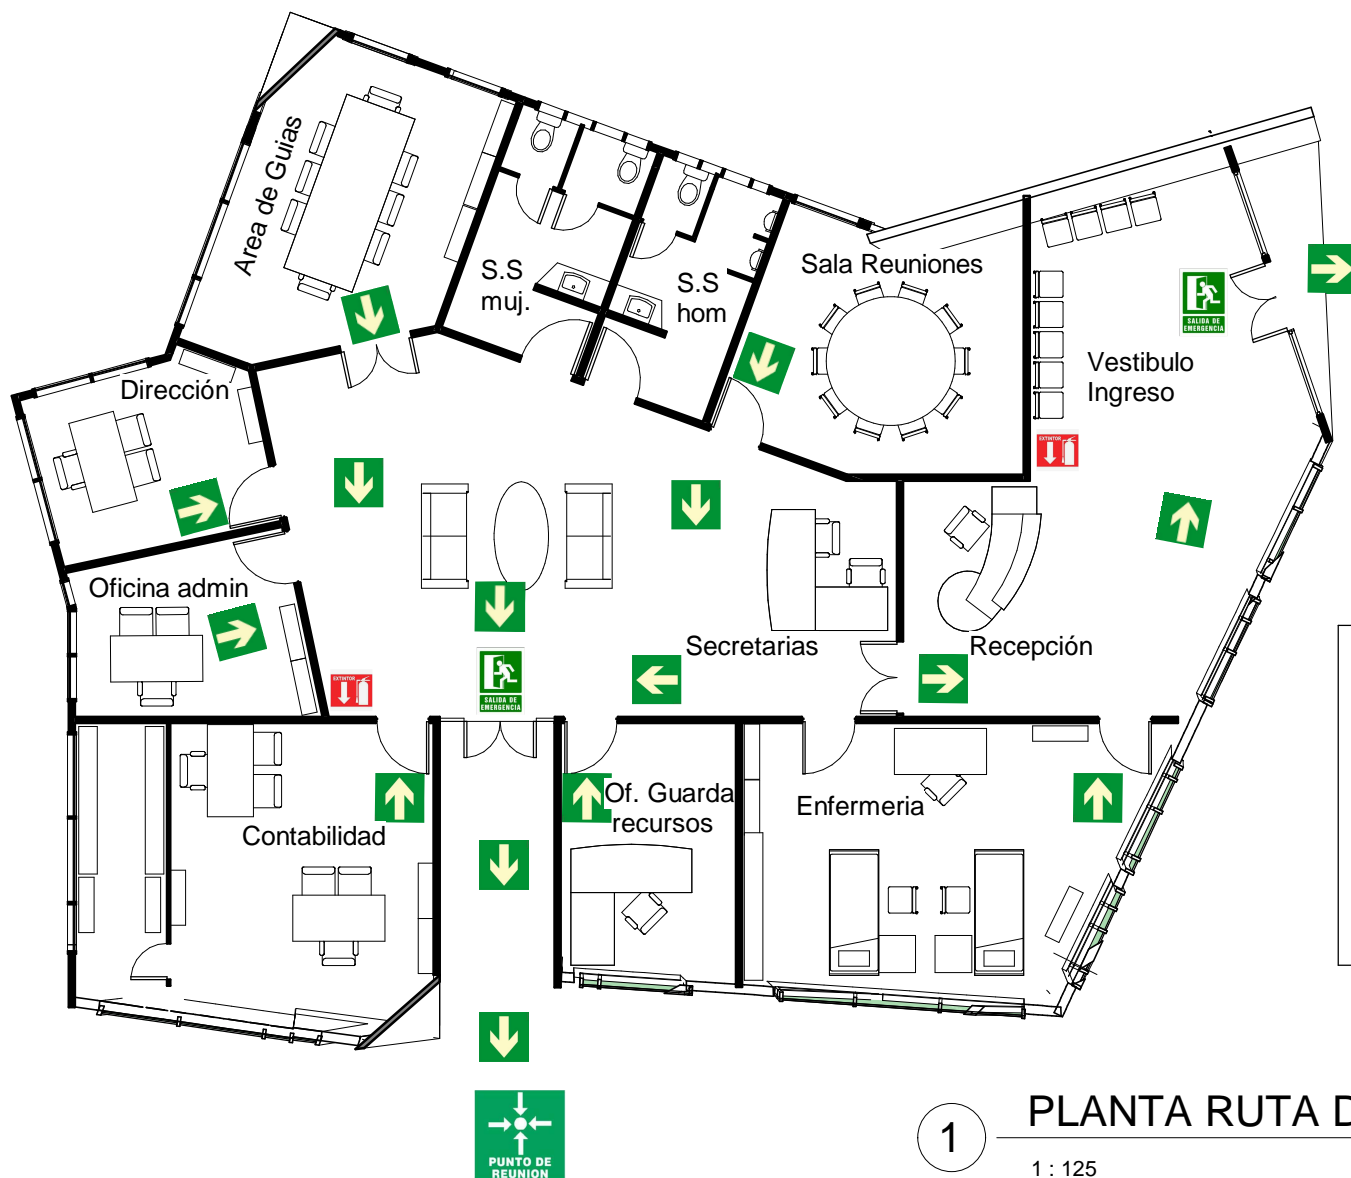 Area de Guias
S.S
muj.
S.S
hom
Sala Reuniones
SALIDA DE
EMERGENCIA
Vestibulo
Ingreso
Dirección
EXTINTOR
Oficina admin
Secretarias
Recepción
EXTINTOR
SALIDA DE
EMERGENCIA
Contabilidad
Of. Guarda
recursos
Enfermeria
PUNTO DE
REUNION
1
PLANTA RUTA D
1 : 125